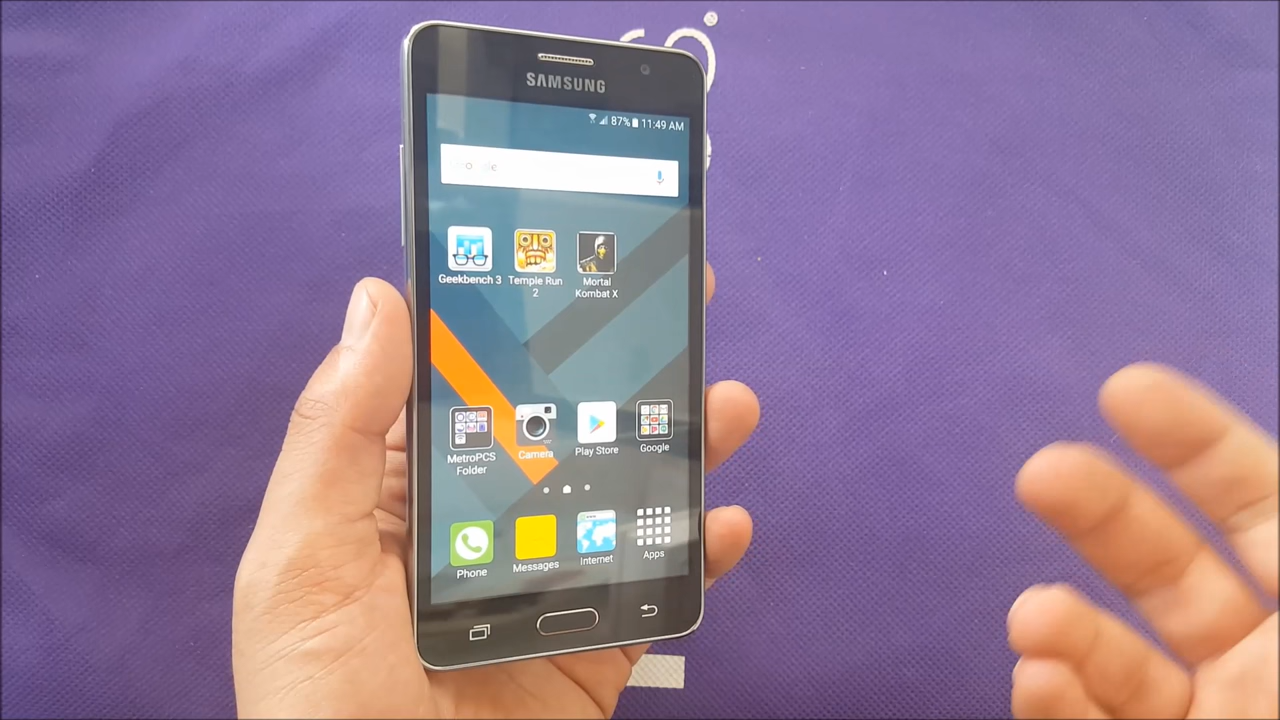 SAMSUNG
87% 11:49 AM
Geekbench 3
Temple Run
2
Mortal
Kombat X
MetroPCS
Folder
Camera
Play Store
Google
Phone
Messages
Internet
Apps